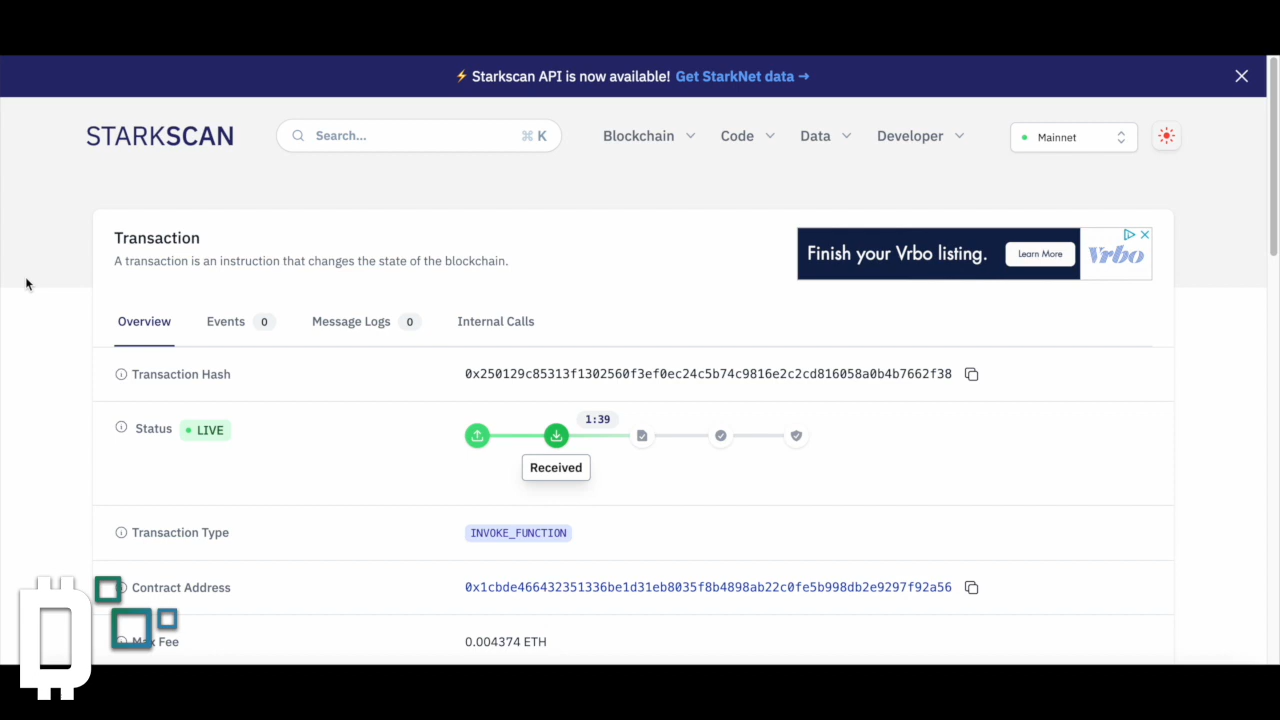 ⚡ Starkscan API is now available! Get StarkNet data →
STARKSCAN
Search...
⌘ K
Blockchain
Code
Data
Developer
Mainnet
Transaction
A transaction is an instruction that changes the state of the blockchain.
Finish your Vrbo listing.
Learn More
Vrbo
Overview
Events 0
Message Logs 0
Internal Calls
Transaction Hash
0x250129c85313f1302560f3ef0ec24c5b74c9816e2c2cd816058a0b4b7662f38
Status
LIVE
1:39
Received
Transaction Type
INVOKE_FUNCTION
Contract Address
0x1cbde466432351336be1d31eb8035f8b4898ab22c0fe5b998db2e9297f92a56
Max Fee
0.004374 ETH